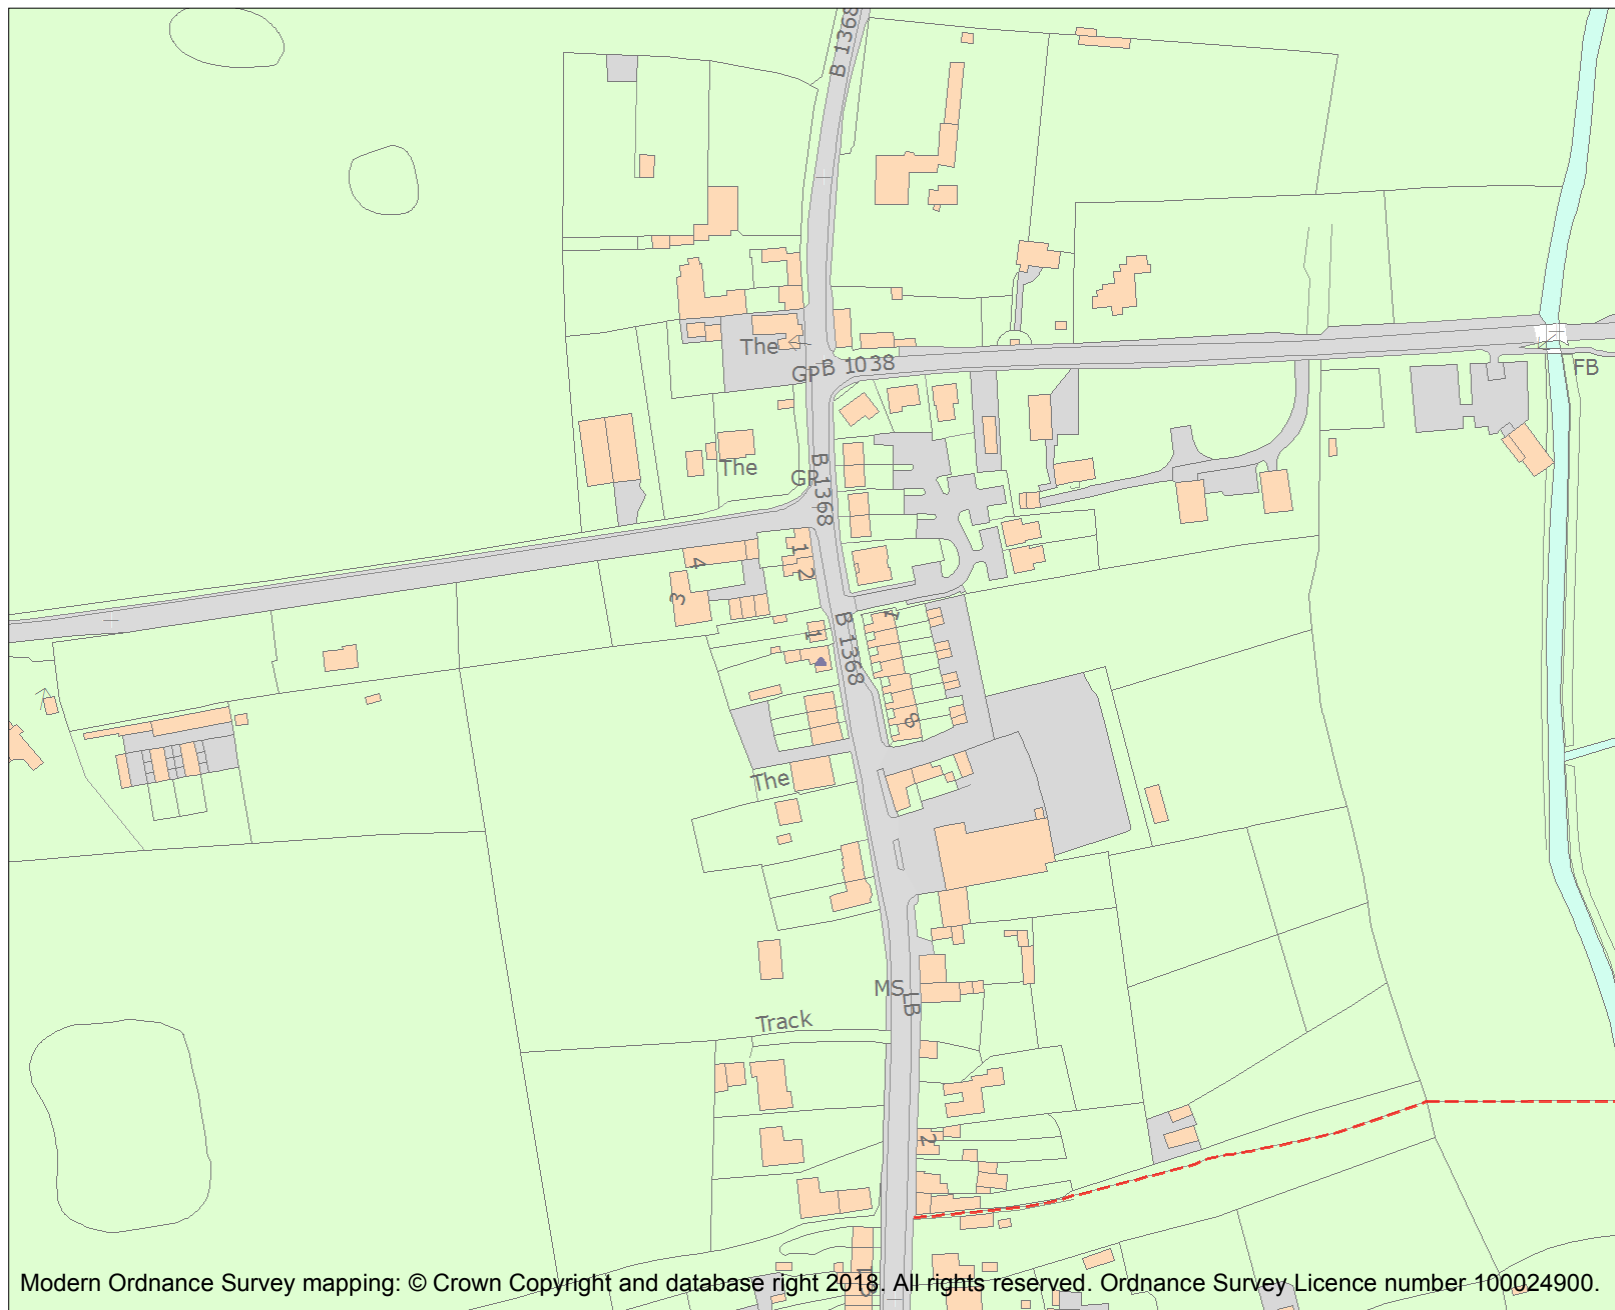 B 1368
The
GP
B 1038
FB
The
GP
B 1368
1
2
4
3
1
1
B 1368
8
The
MS
LB
Track
2
13
Modern Ordnance Survey mapping: © Crown Copyright and database right 2018. All rights reserved. Ordnance Survey Licence number 100024900.